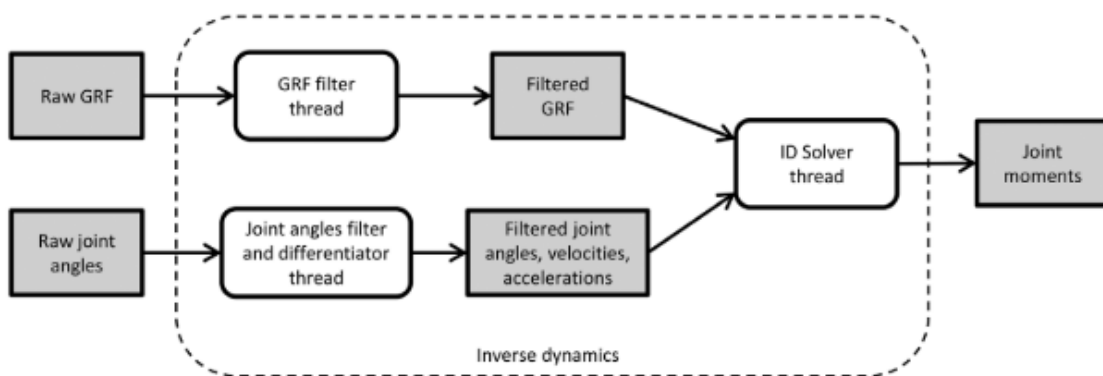 Raw GRF
GRF filter
thread
Filtered
GRF
ID Solver
thread
Joint
moments
Raw joint
angles
Joint angles filter
and differentiator
thread
Filtered joint
angles, velocities,
accelerations
Inverse dynamics